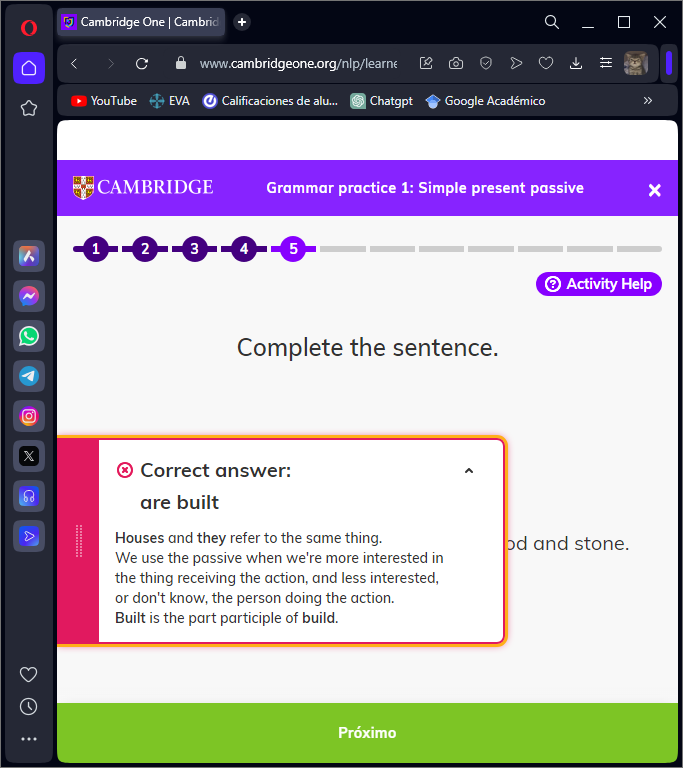 Cambridge One | Cambrid
www.cambridgeone.org/nlp/learne
YouTube
EVA
Calificaciones de alu...
Chatgpt
Google Académico
CAMBRIDGE
Grammar practice 1: Simple present passive
1 2 3 4 5
Activity Help
Complete the sentence.
Correct answer:
are built
Houses and they refer to the same thing.
We use the passive when we're more interested in
the thing receiving the action, and less interested,
or don't know, the person doing the action.
Built is the part participle of build.
od and stone.
Próximo